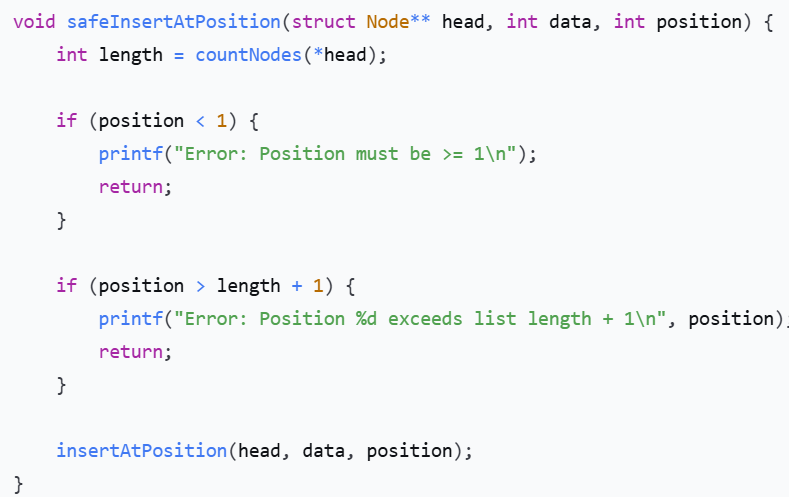 void safeInsertAtPosition(struct Node** head, int data, int position) {
    int length = countNodes(*head);

    if (position < 1) {
        printf("Error: Position must be >= 1\n");
        return;
    }

    if (position > length + 1) {
        printf("Error: Position %d exceeds list length + 1\n", position);
        return;
    }

    insertAtPosition(head, data, position);
}